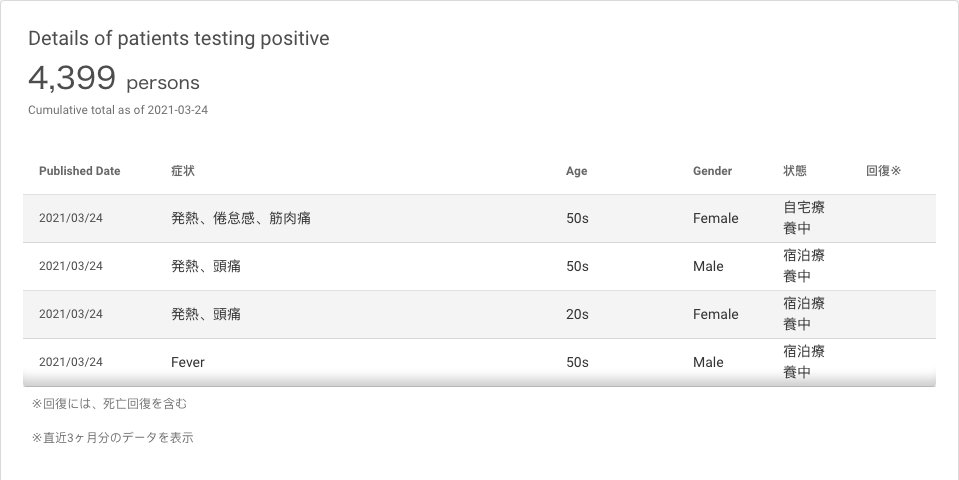 Details of patients testing positive
4,399 persons
Cumulative total as of 2021-03-24
Published Date 症状 Age Gender 状態 回復※
2021/03/24 発熱、倦怠感、筋肉痛 50s Female 自宅療
養中
2021/03/24 発熱、頭痛 50s Male 宿泊療
養中
2021/03/24 発熱、頭痛 20s Female 宿泊療
養中
2021/03/24 Fever 50s Male 宿泊療
養中
※回復には、死亡回復を含む
※直近3ヶ月分のデータを表示